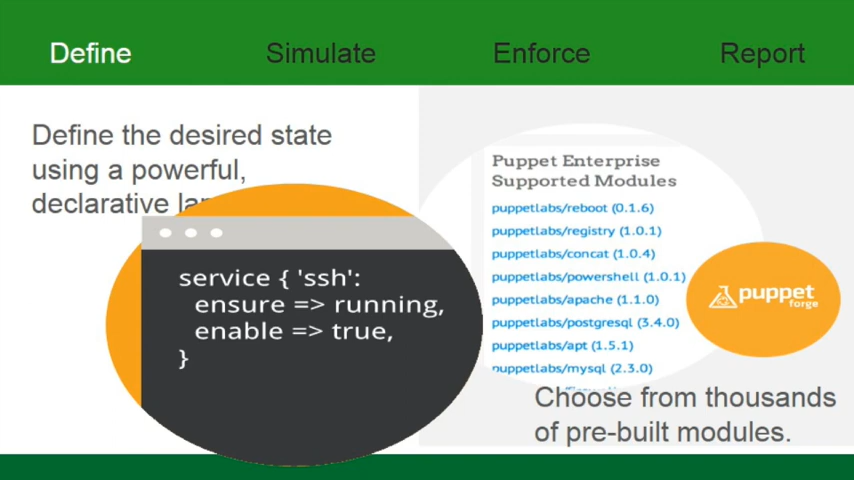 Define
Simulate
Enforce
Report
Define the desired state
using a powerful,
declarative
service { 'ssh':
ensure => running,
enable => true,
}
Puppet Enterprise
Supported Modules
puppetlabs/reboot (0.1.6)
puppetlabs/registry (1.0.1)
puppetlabs/concat (1.0.4)
puppetlabs/powershell (1.0.1)
puppetlabs/apache (1.1.0)
puppetlabs/postgresql (3.4.0)
puppetlabs/apt (1.5.1)
puppetlabs/mysql (2.3.0)
puppet
forge
Choose from thousands
of pre-built modules.